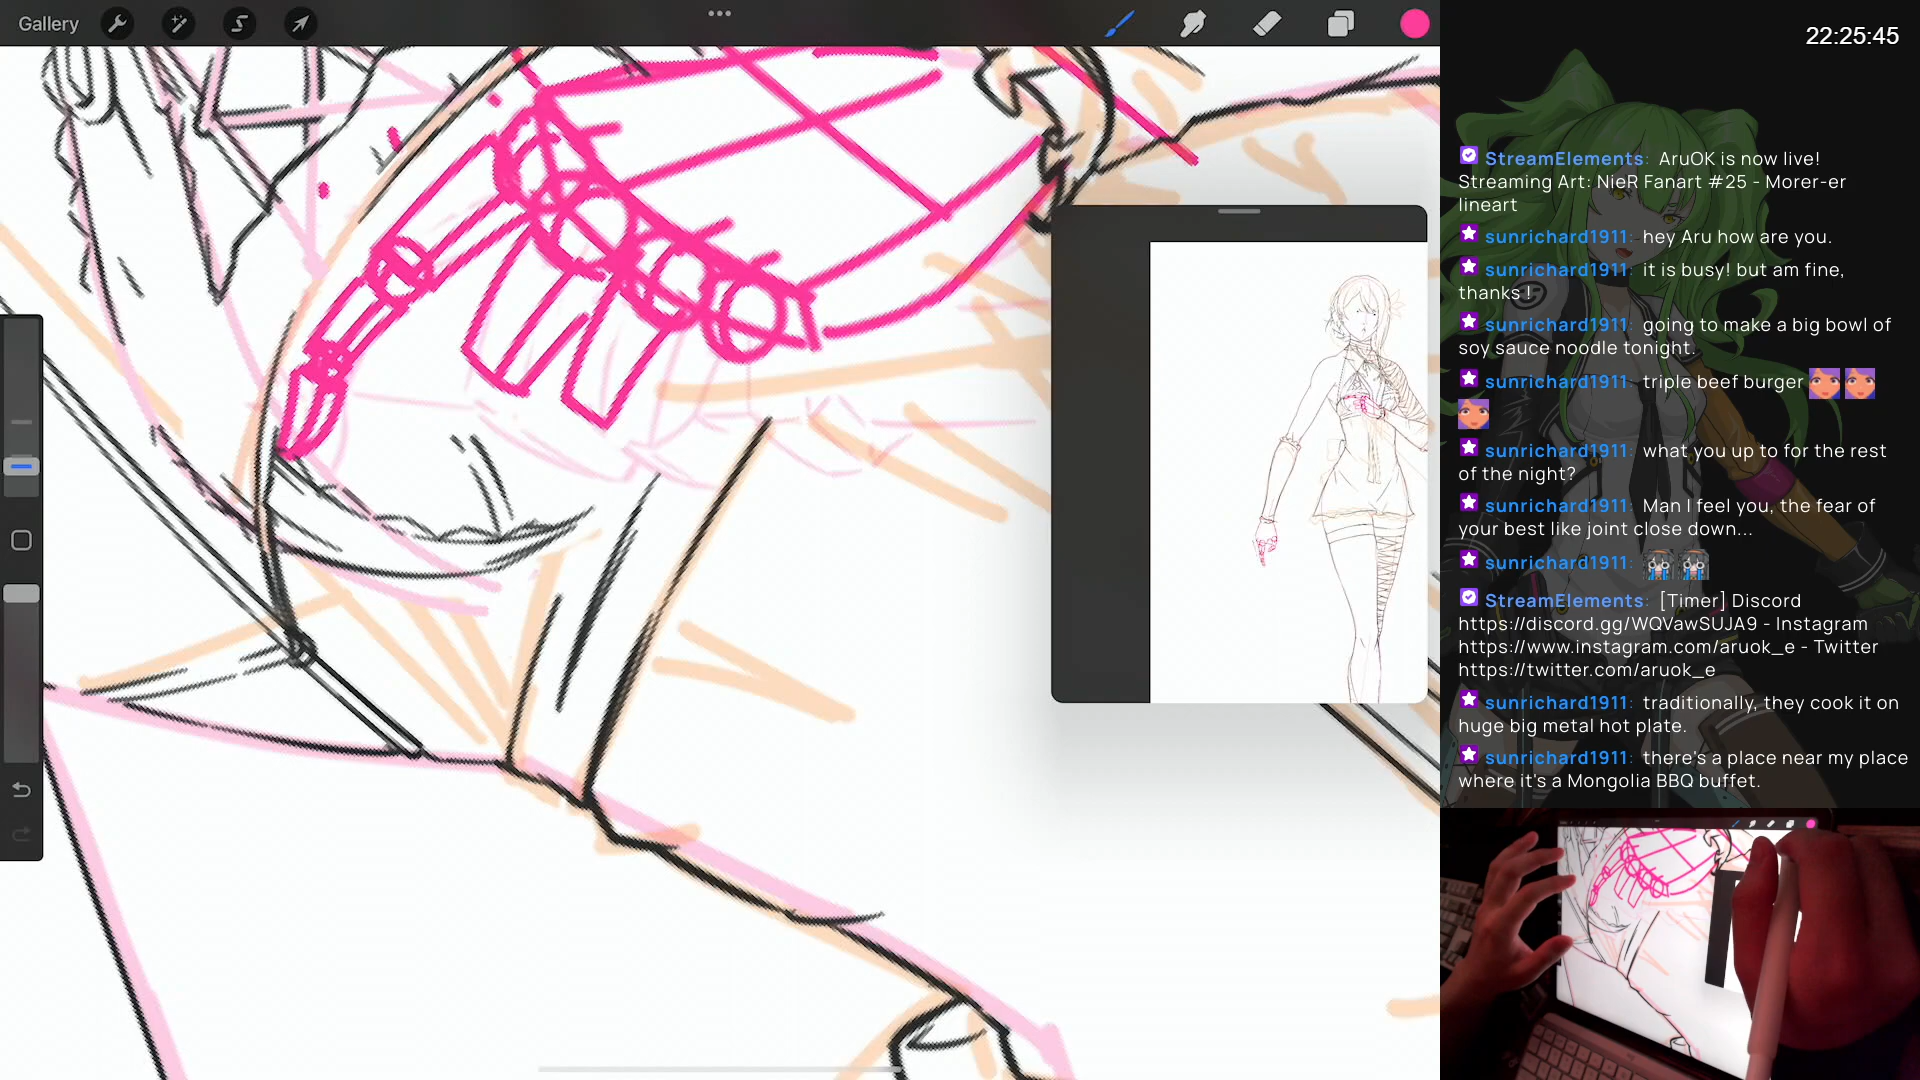 Gallery
22:25:45
StreamElements: AruOK is now live!
Streaming Art: NieR Fanart #25 - Morer-er
lineart
sunrichard1911: hey Aru how are you.
sunrichard1911: it is busy! but am fine,
thanks !
sunrichard1911: going to make a big bowl of
soy sauce noodle tonight.
sunrichard1911: triple beef burger
sunrichard1911: what you up to for the rest
of the night?
sunrichard1911: Man I feel you, the fear of
your best like joint close down...
sunrichard1911:
StreamElements: [Timer] Discord
https://discord.gg/WQVawSUJA9 - Instagram
https://www.instagram.com/aruok_e - Twitter
https://twitter.com/aruok_e
sunrichard1911: traditionally, they cook it on
huge big metal hot plate.
sunrichard1911: there's a place near my place
where it's a Mongolia BBQ buffet.